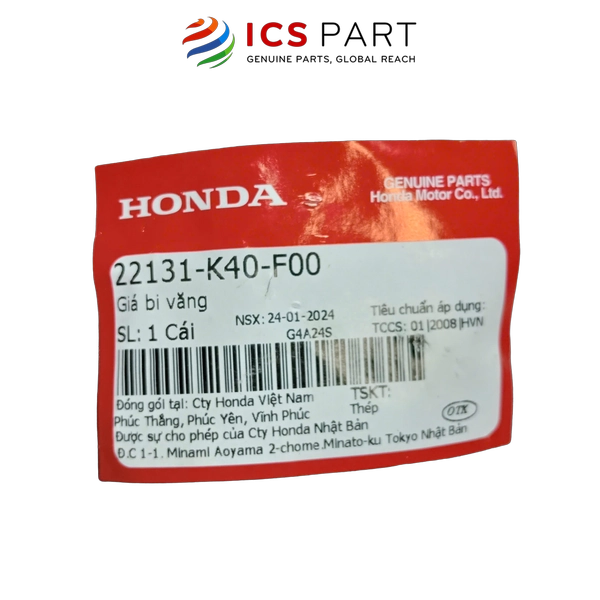 ICS PART
GENUINE PARTS, GLOBAL REACH
HONDA
GENUINE PARTS
Honda Motor Co., Ltd.
22131-K40-F00
Giá bi văng
NSX: 24-01-2024
Tiêu chuẩn áp dụng:
SL: 1 Cái
G4A24S
TCCS: 01|2008|HVN
Đóng gói tại: Cty Honda Việt Nam
TSKT:
Phúc Thắng, Phúc Yên, Vĩnh Phúc
Thép
OTK
Được sự cho phép của Cty Honda Nhật Bản
Đ.C 1-1. Minami Aoyama 2-chome.Minato-ku Tokyo Nhật Bản